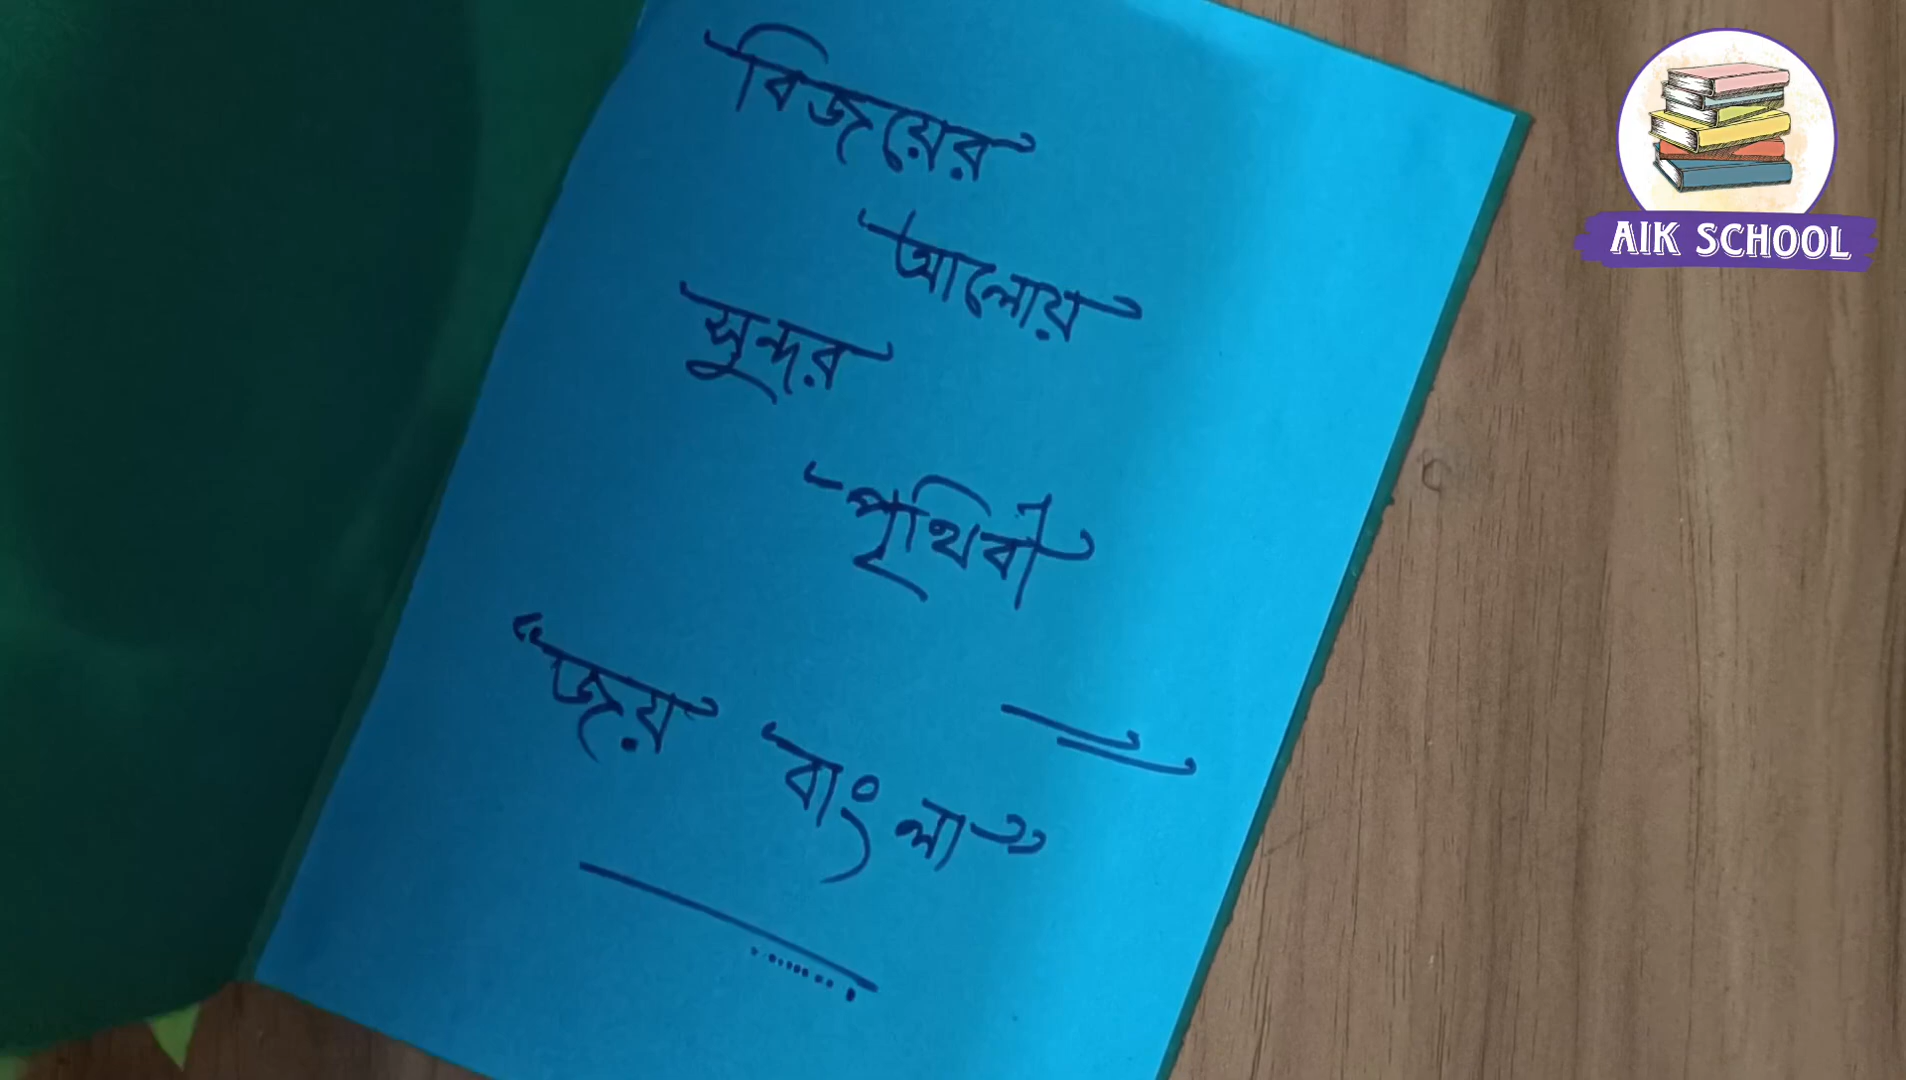 বিজয়ের
আলোয়
সুন্দর
পৃথিবী
"জয় বাংলা"
AIK SCHOOL